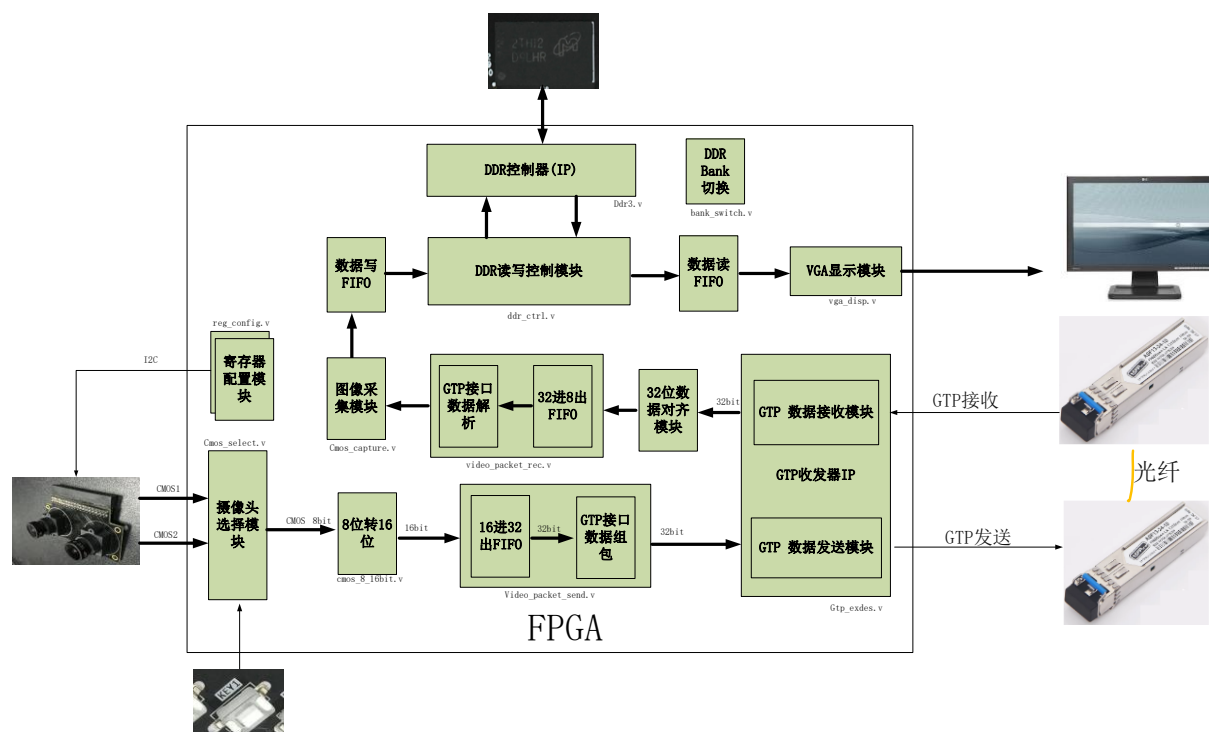 DDR控制器(IP)
Ddr3.v
DDR
Bank
切换
bank_switch.v
数据写
FIFO
DDR读写控制模块
ddr_ctrl.v
数据读
FIFO
VGA显示模块
vga_disp.v
reg_config.v
I2C
寄存器
配置模
块
图像采
集模块
Cmos_capture.v
GTP接口
数据解
析
32进8出
FIFO
video_packet_rec.v
32位数
据对齐
模块
32bit
GTP 数据接收模块
GTP收发器IP
GTP 数据发送模块
Gtp_exdes.v
GTP接收
光纤
GTP发送
Cmos_select.v
CMOS1
CMOS2
摄像头
选择模
块
CMOS 8bit
8位转16
位
cmos_8_16bit.v
16bit
16进32
出FIFO
32bit
GTP接口
数据组
包
Video_packet_send.v
32bit
FPGA
KEY1